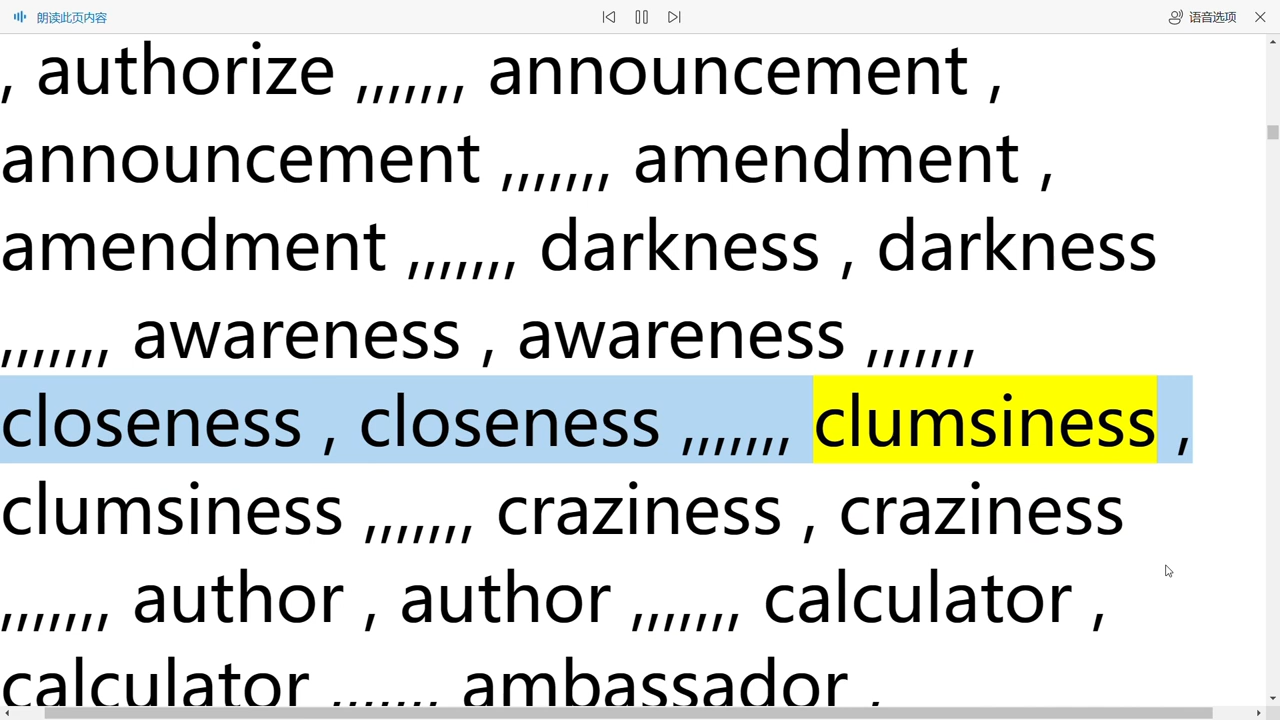 朗读此页内容 语音选项
, authorize ,,,,,,, announcement ,
announcement ,,,,,,, amendment ,
amendment ,,,,,,, darkness , darkness
,,,,,,, awareness , awareness ,,,,,,,
closeness , closeness ,,,,,,, clumsiness ,
clumsiness ,,,,,,, craziness , craziness
,,,,,,, author , author ,,,,,,, calculator ,
calculator ,,,,,,, ambassador ,